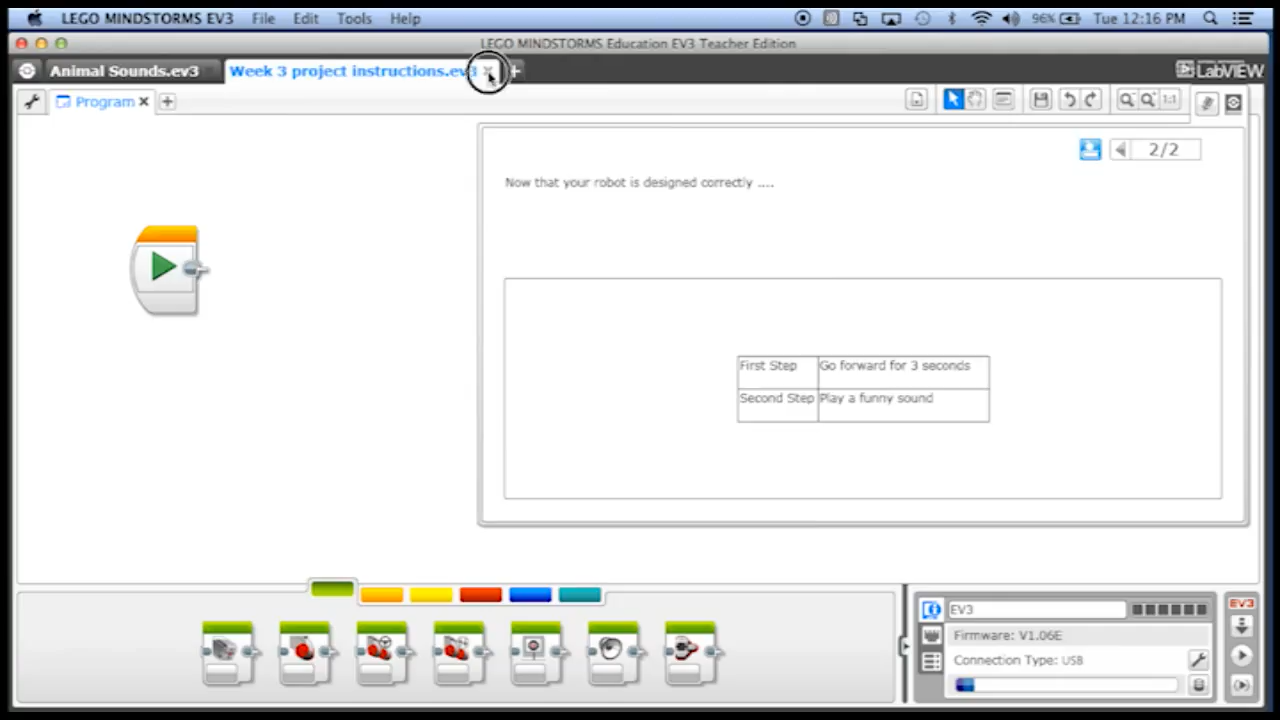 LEGO MINDSTORMS EV3 File Edit Tools Help 96% Tue 12:16 PM
LEGO MINDSTORMS Education EV3 Teacher Edition
Animal Sounds.ev3 Week 3 project instructions.ev3 LabVIEW
Program 1:1
2/2
Now that your robot is designed correctly ....
First Step Go forward for 3 seconds
Second Step Play a funny sound
EV3 EV3
Firmware: V1.06E
Connection Type: USB